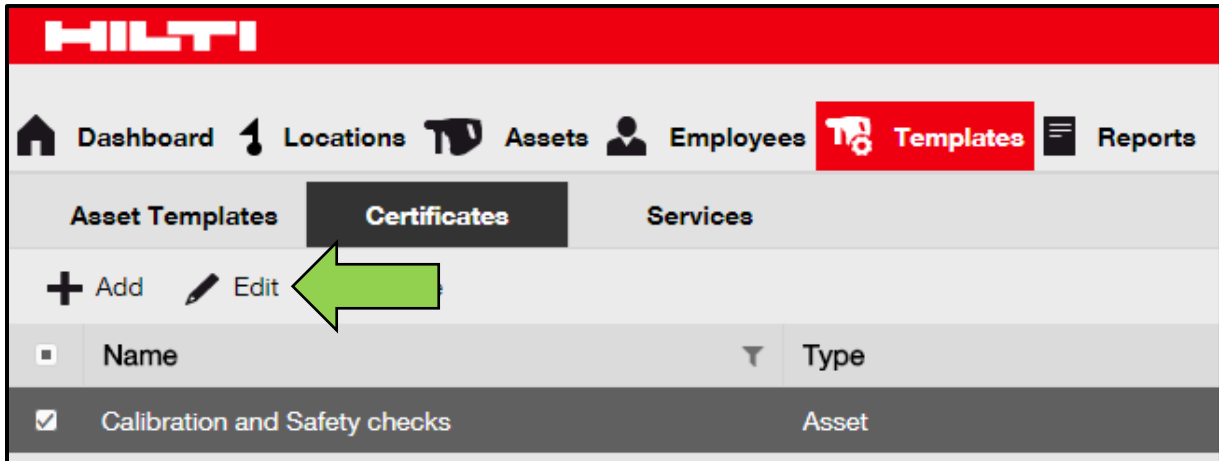 HILTI
Dashboard Locations Assets Employees Templates Reports
Asset Templates Certificates Services
Add Edit
Name Type
Calibration and Safety checks Asset